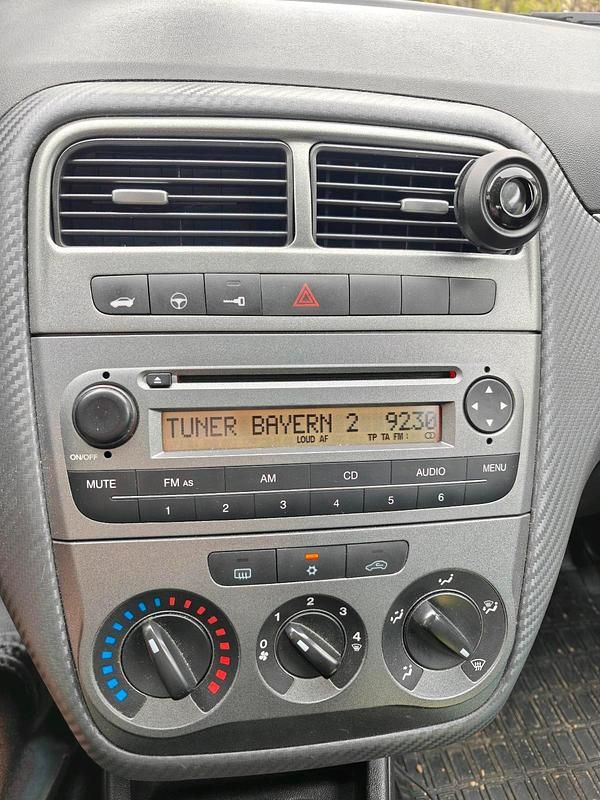 TUNER BAYERN 2 9230
LOUD AF TP TA FM
ON/OFF
MUTE FM AS AM CD AUDIO MENU
1 2 3 4 5 6
0 1 2 3 4